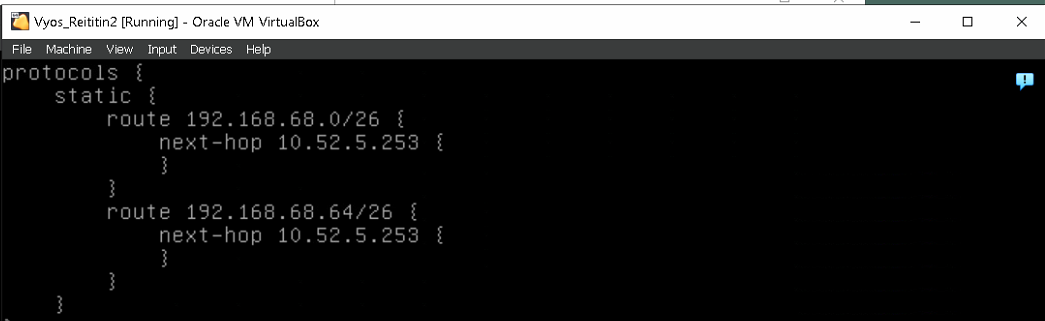 Vyos_Reititin2 [Running] - Oracle VM VirtualBox
File Machine View Input Devices Help
protocols {
    static {
        route 192.168.68.0/26 {
            next-hop 10.52.5.253 {
            }
        }
        route 192.168.68.64/26 {
            next-hop 10.52.5.253 {
            }
        }
    }